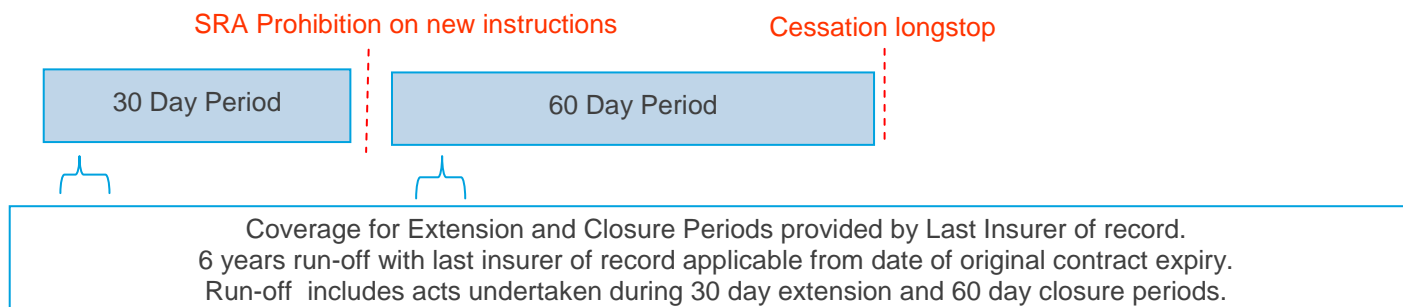 SRA Prohibition on new instructions
Cessation longstop
30 Day Period
60 Day Period
Coverage for Extension and Closure Periods provided by Last Insurer of record.
6 years run-off with last insurer of record applicable from date of original contract expiry.
Run-off includes acts undertaken during 30 day extension and 60 day closure periods.